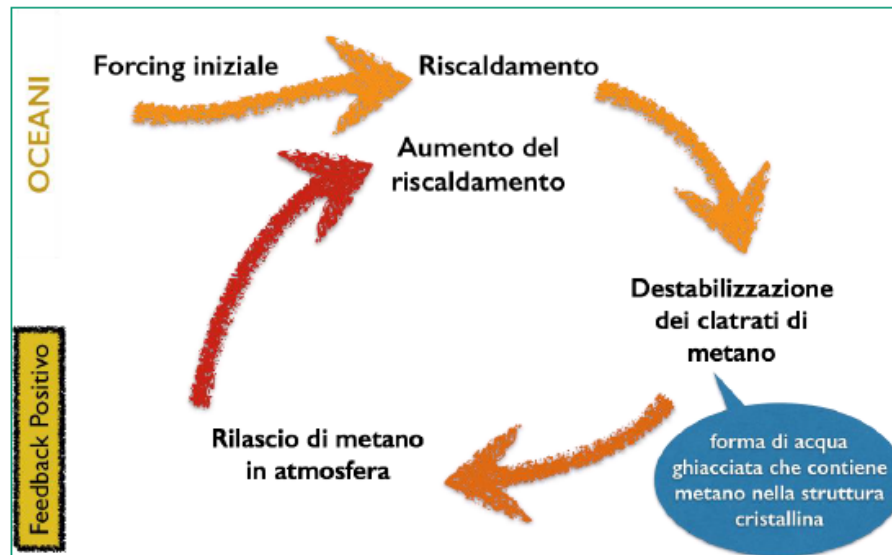 OCEANI
Forcing iniziale
Riscaldamento
Aumento del
riscaldamento
Destabilizzazione
dei clatrati di
metano
forma di acqua
ghiacciata che contiene
metano nella struttura
cristallina
Rilascio di metano
in atmosfera
Feedback Positivo